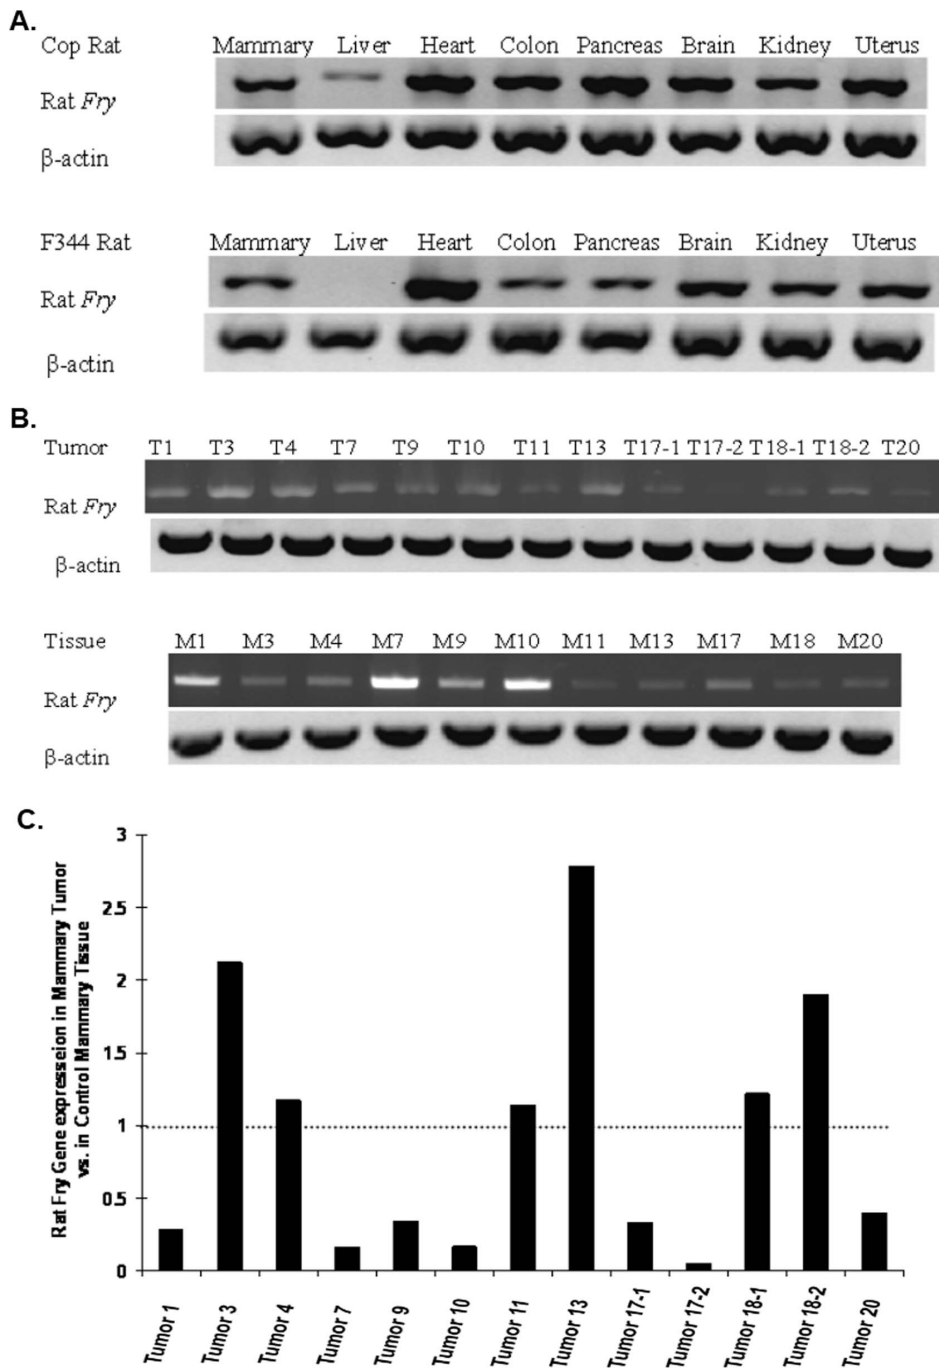 A.
Cop Rat Mammary Liver Heart Colon Pancreas Brain Kidney Uterus
Rat Fry
β-actin
F344 Rat Mammary Liver Heart Colon Pancreas Brain Kidney Uterus
Rat Fry
β-actin
B.
Tumor T1 T3 T4 T7 T9 T10 T11 T13 T17-1 T17-2 T18-1 T18-2 T20
Rat Fry
β-actin
Tissue M1 M3 M4 M7 M9 M10 M11 M13 M17 M18 M20
Rat Fry
β-actin
C.
Rat Fry Gene expresseion in Mammary Tumor
vs. in Control Mammary Tissue
3
2.5
2
1.5
1
0.5
0
Tumor 1 Tumor 3 Tumor 4 Tumor 7 Tumor 9 Tumor 10 Tumor 11 Tumor 13 Tumor 17-1 Tumor 17-2 Tumor 18-1 Tumor 18-2 Tumor 20